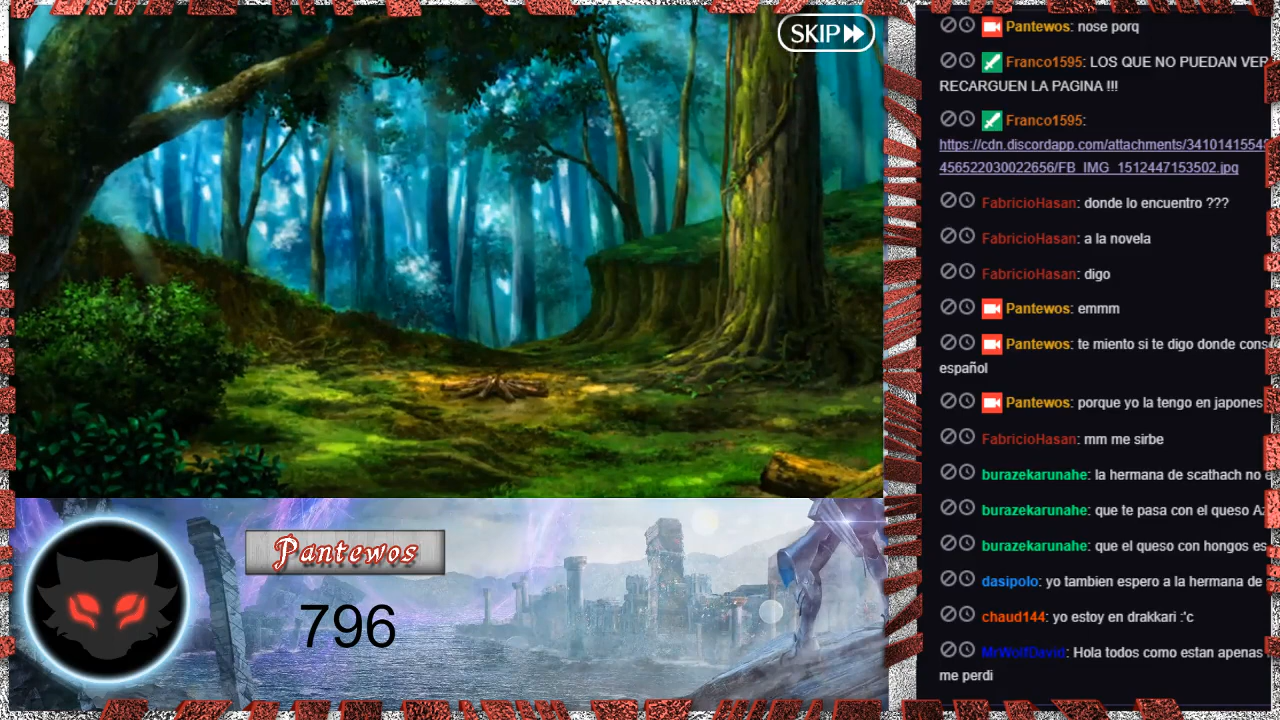 SKIP
Pantewos
796
Pantewos: nose porq
Franco1595: LOS QUE NO PUEDAN VER
RECARGUEN LA PAGINA !!!
Franco1595:
https://cdn.discordapp.com/attachments/3410141554
456522030022656/FB_IMG_1512447153502.jpg
FabricioHasan: donde lo encuentro ???
FabricioHasan: a la novela
FabricioHasan: digo
Pantewos: emmm
Pantewos: te miento si te digo donde cons
español
Pantewos: porque yo la tengo en japones
FabricioHasan: mm me sirbe
burazekarunahe: la hermana de scathach no
burazekarunahe: que te pasa con el queso
burazekarunahe: que el queso con hongos es
dasipolo: yo tambien espero a la hermana de
chaud144: yo estoy en drakkari :'c
MrWolfDavid: Hola todos como estan apenas
me perdi